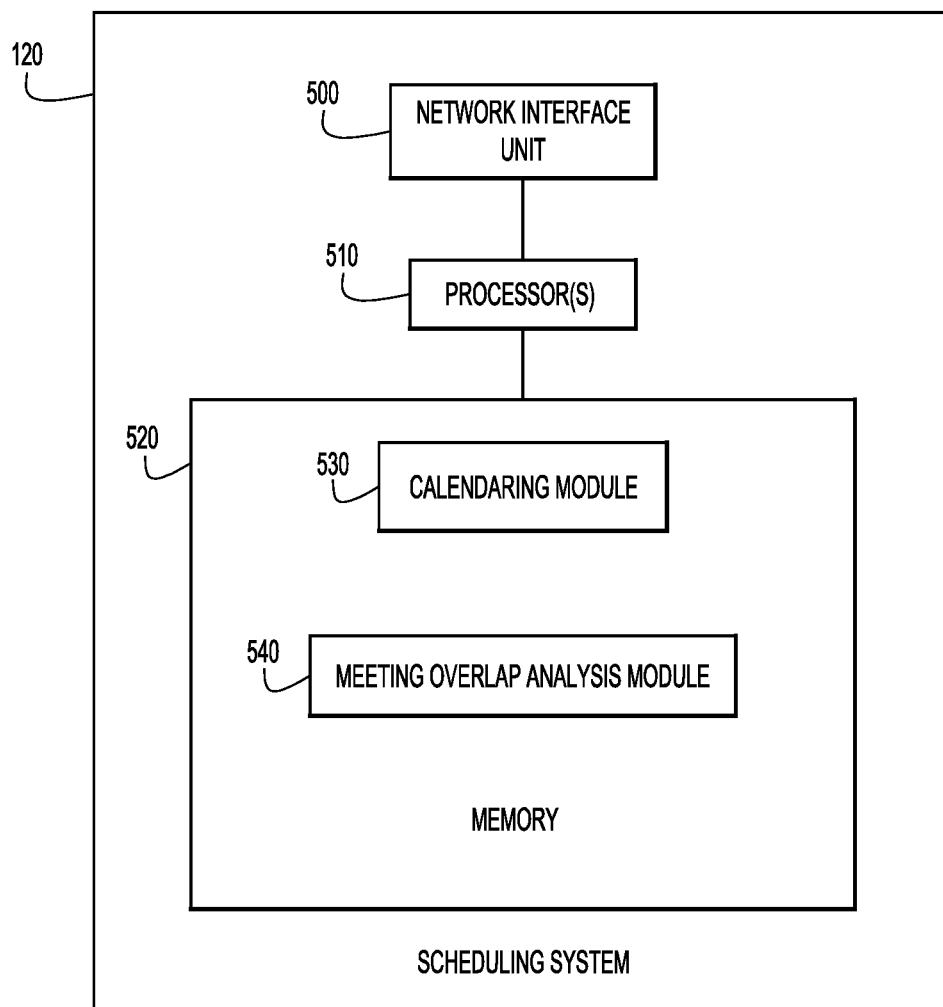 120
500
NETWORK INTERFACE
UNIT
510
PROCESSOR(S)
520
530
CALENDARING MODULE
540
MEETING OVERLAP ANALYSIS MODULE
MEMORY
SCHEDULING SYSTEM